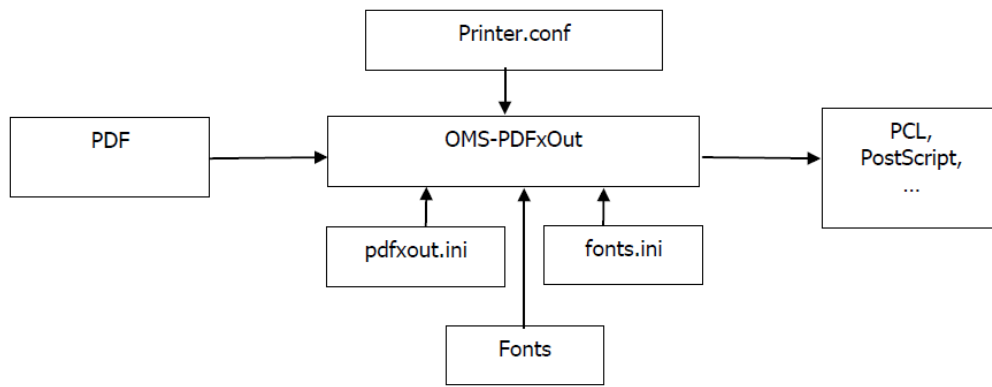 Printer.conf
PDF
OMS-PDFxOut
PCL,
PostScript,
...
pdfxout.ini
fonts.ini
Fonts